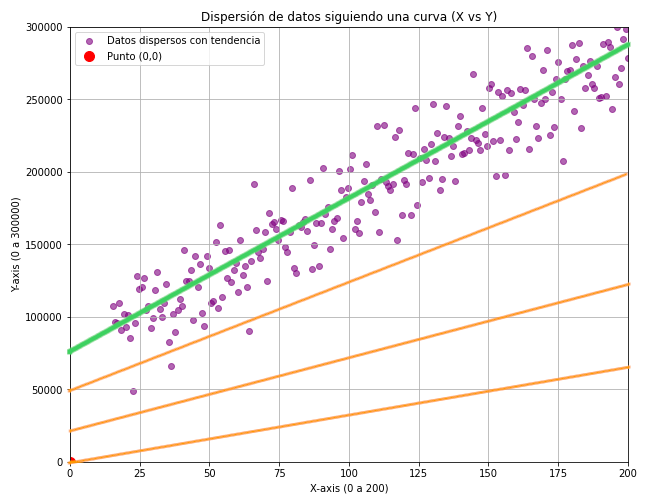 Dispersión de datos siguiendo una curva (X vs Y)
Datos dispersos con tendencia
Punto (0,0)
Y-axis (0 a 300000)
300000
250000
200000
150000
100000
50000
0
0 25 50 75 100 125 150 175 200
X-axis (0 a 200)